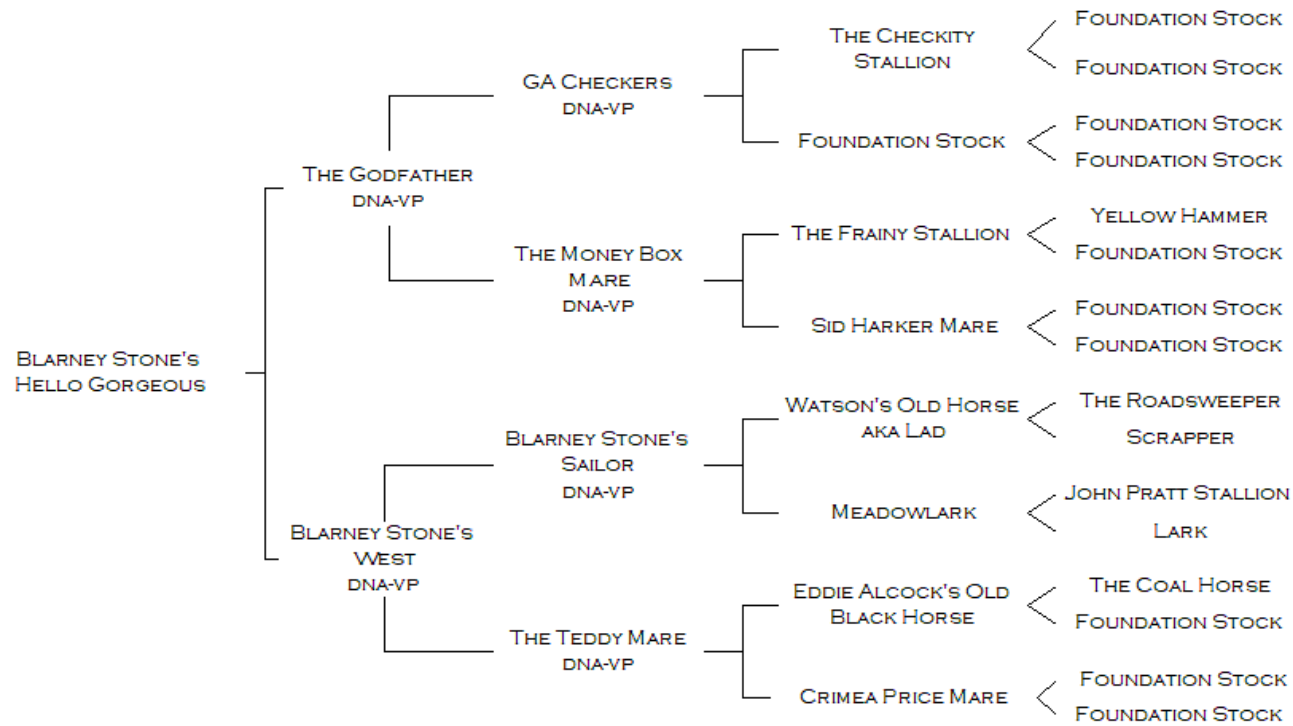 Foundation Stock
The Checkity
Stallion
Foundation Stock
GA Checkers
DNA-VP
Foundation Stock
Foundation Stock
Foundation Stock
The Godfather
DNA-VP
Yellow Hammer
The Frainy Stallion
Foundation Stock
The Money Box
Mare
DNA-VP
Foundation Stock
Sid Harker Mare
Foundation Stock
Blarney Stone's
Hello Gorgeous
The Roadsweeper
Watson's Old Horse
aka Lad
Scrapper
Blarney Stone's
Sailor
DNA-VP
John Pratt Stallion
Meadowlark
Lark
Blarney Stone's
West
DNA-VP
The Coal Horse
Eddie Alcock's Old
Black Horse
Foundation Stock
The Teddy Mare
DNA-VP
Foundation Stock
Crimea Price Mare
Foundation Stock